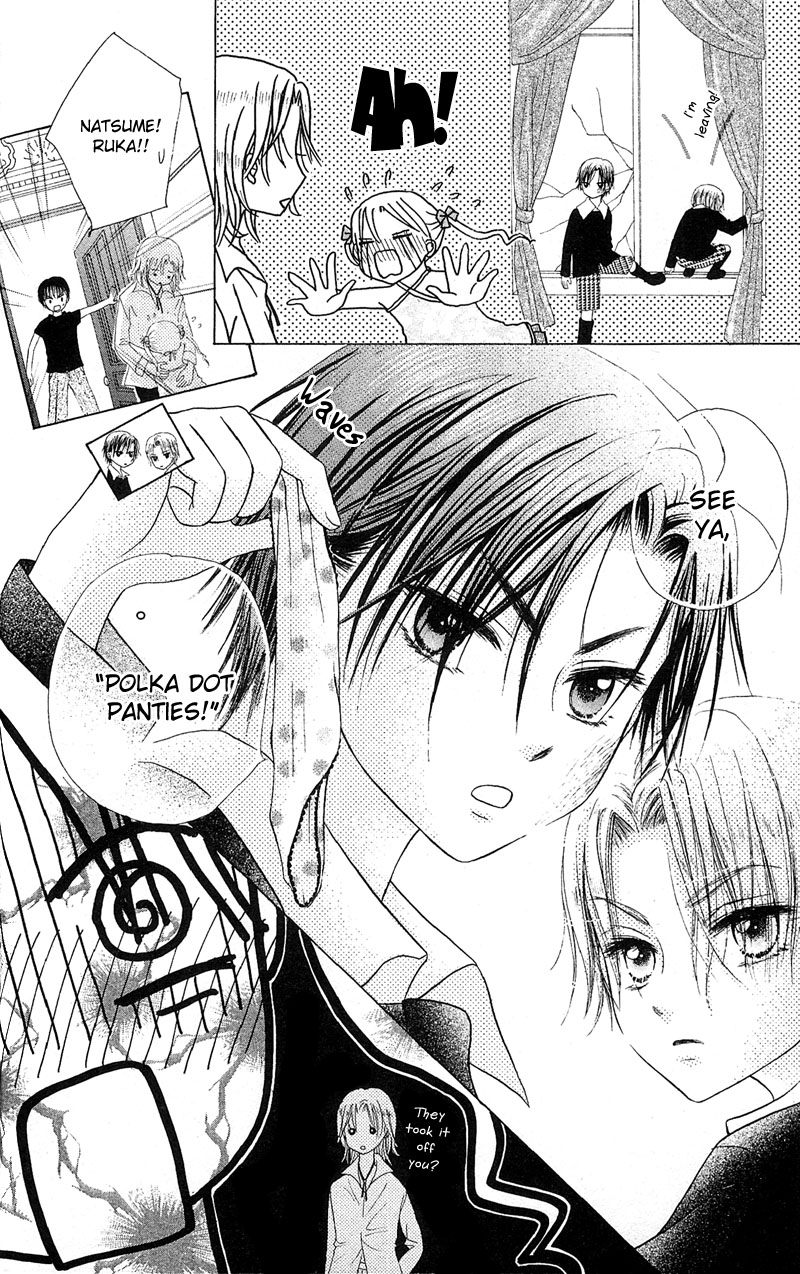 I'm
leaving!
Ah!
NATSUME!
RUKA!!
Waves
SEE
YA,
"POLKA DOT
PANTIES!"
They
took it
off
you?